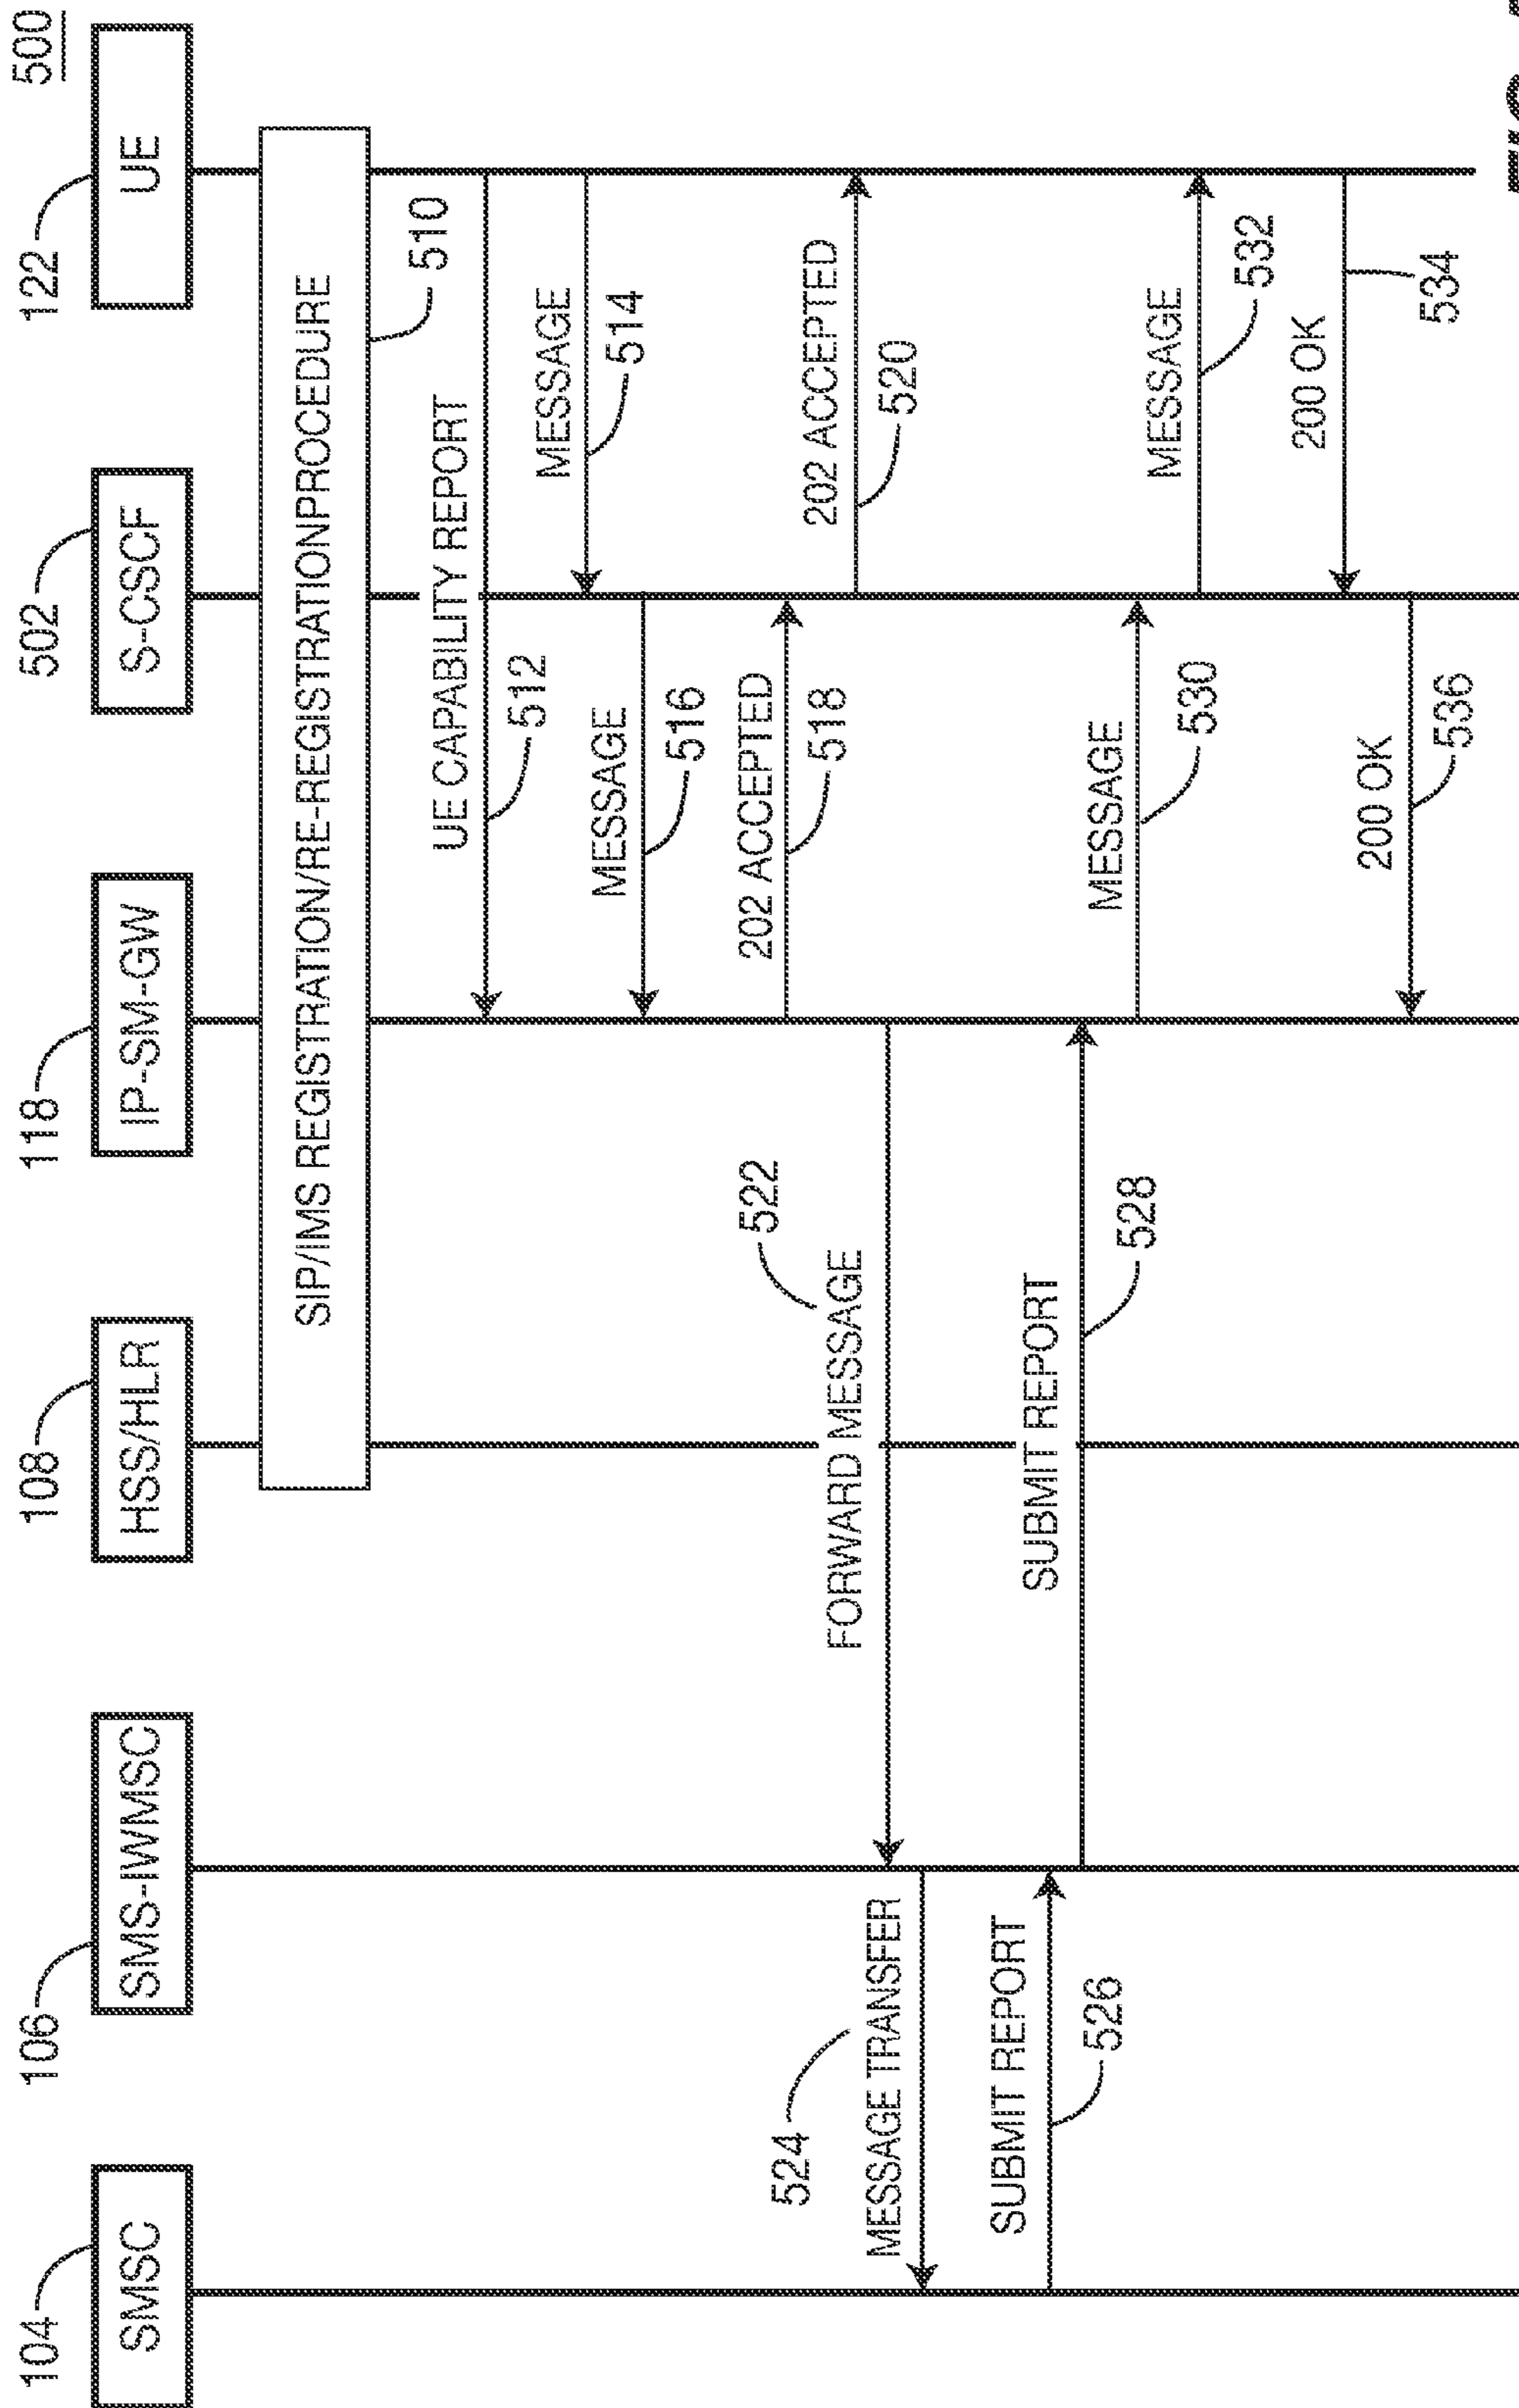 500
104
106
108
118
502
122
SMSC
SMS-IWMSC
HSS/HLR
IP-SM-GW
S-CSCF
UE
SIP/IMS REGISTRATION/RE-REGISTRATIONPROCEDURE
510
UE CAPABILITY REPORT
512
MESSAGE
514
MESSAGE
516
202 ACCEPTED
518
202 ACCEPTED
520
522
FORWARD MESSAGE
524
MESSAGE TRANSFER
SUBMIT REPORT
526
SUBMIT REPORT
528
MESSAGE
530
MESSAGE
532
200 OK
534
200 OK
536